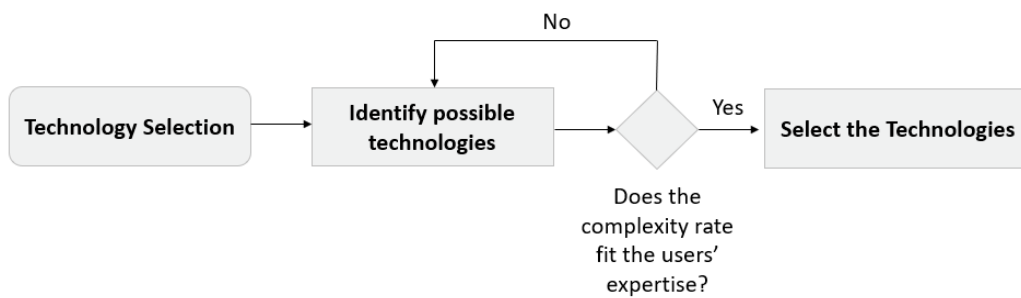 No
Technology Selection
Identify possible
technologies
Yes
Select the Technologies
Does the
complexity rate
fit the users’
expertise?